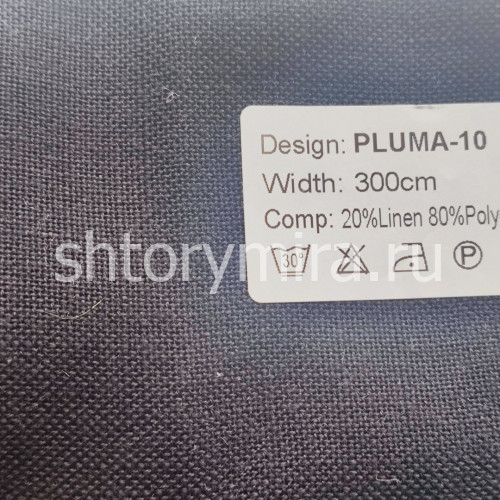 Design: PLUMA-10
Width: 300cm
Comp: 20%Linen 80%Poly
30° P
shtorymira.ru